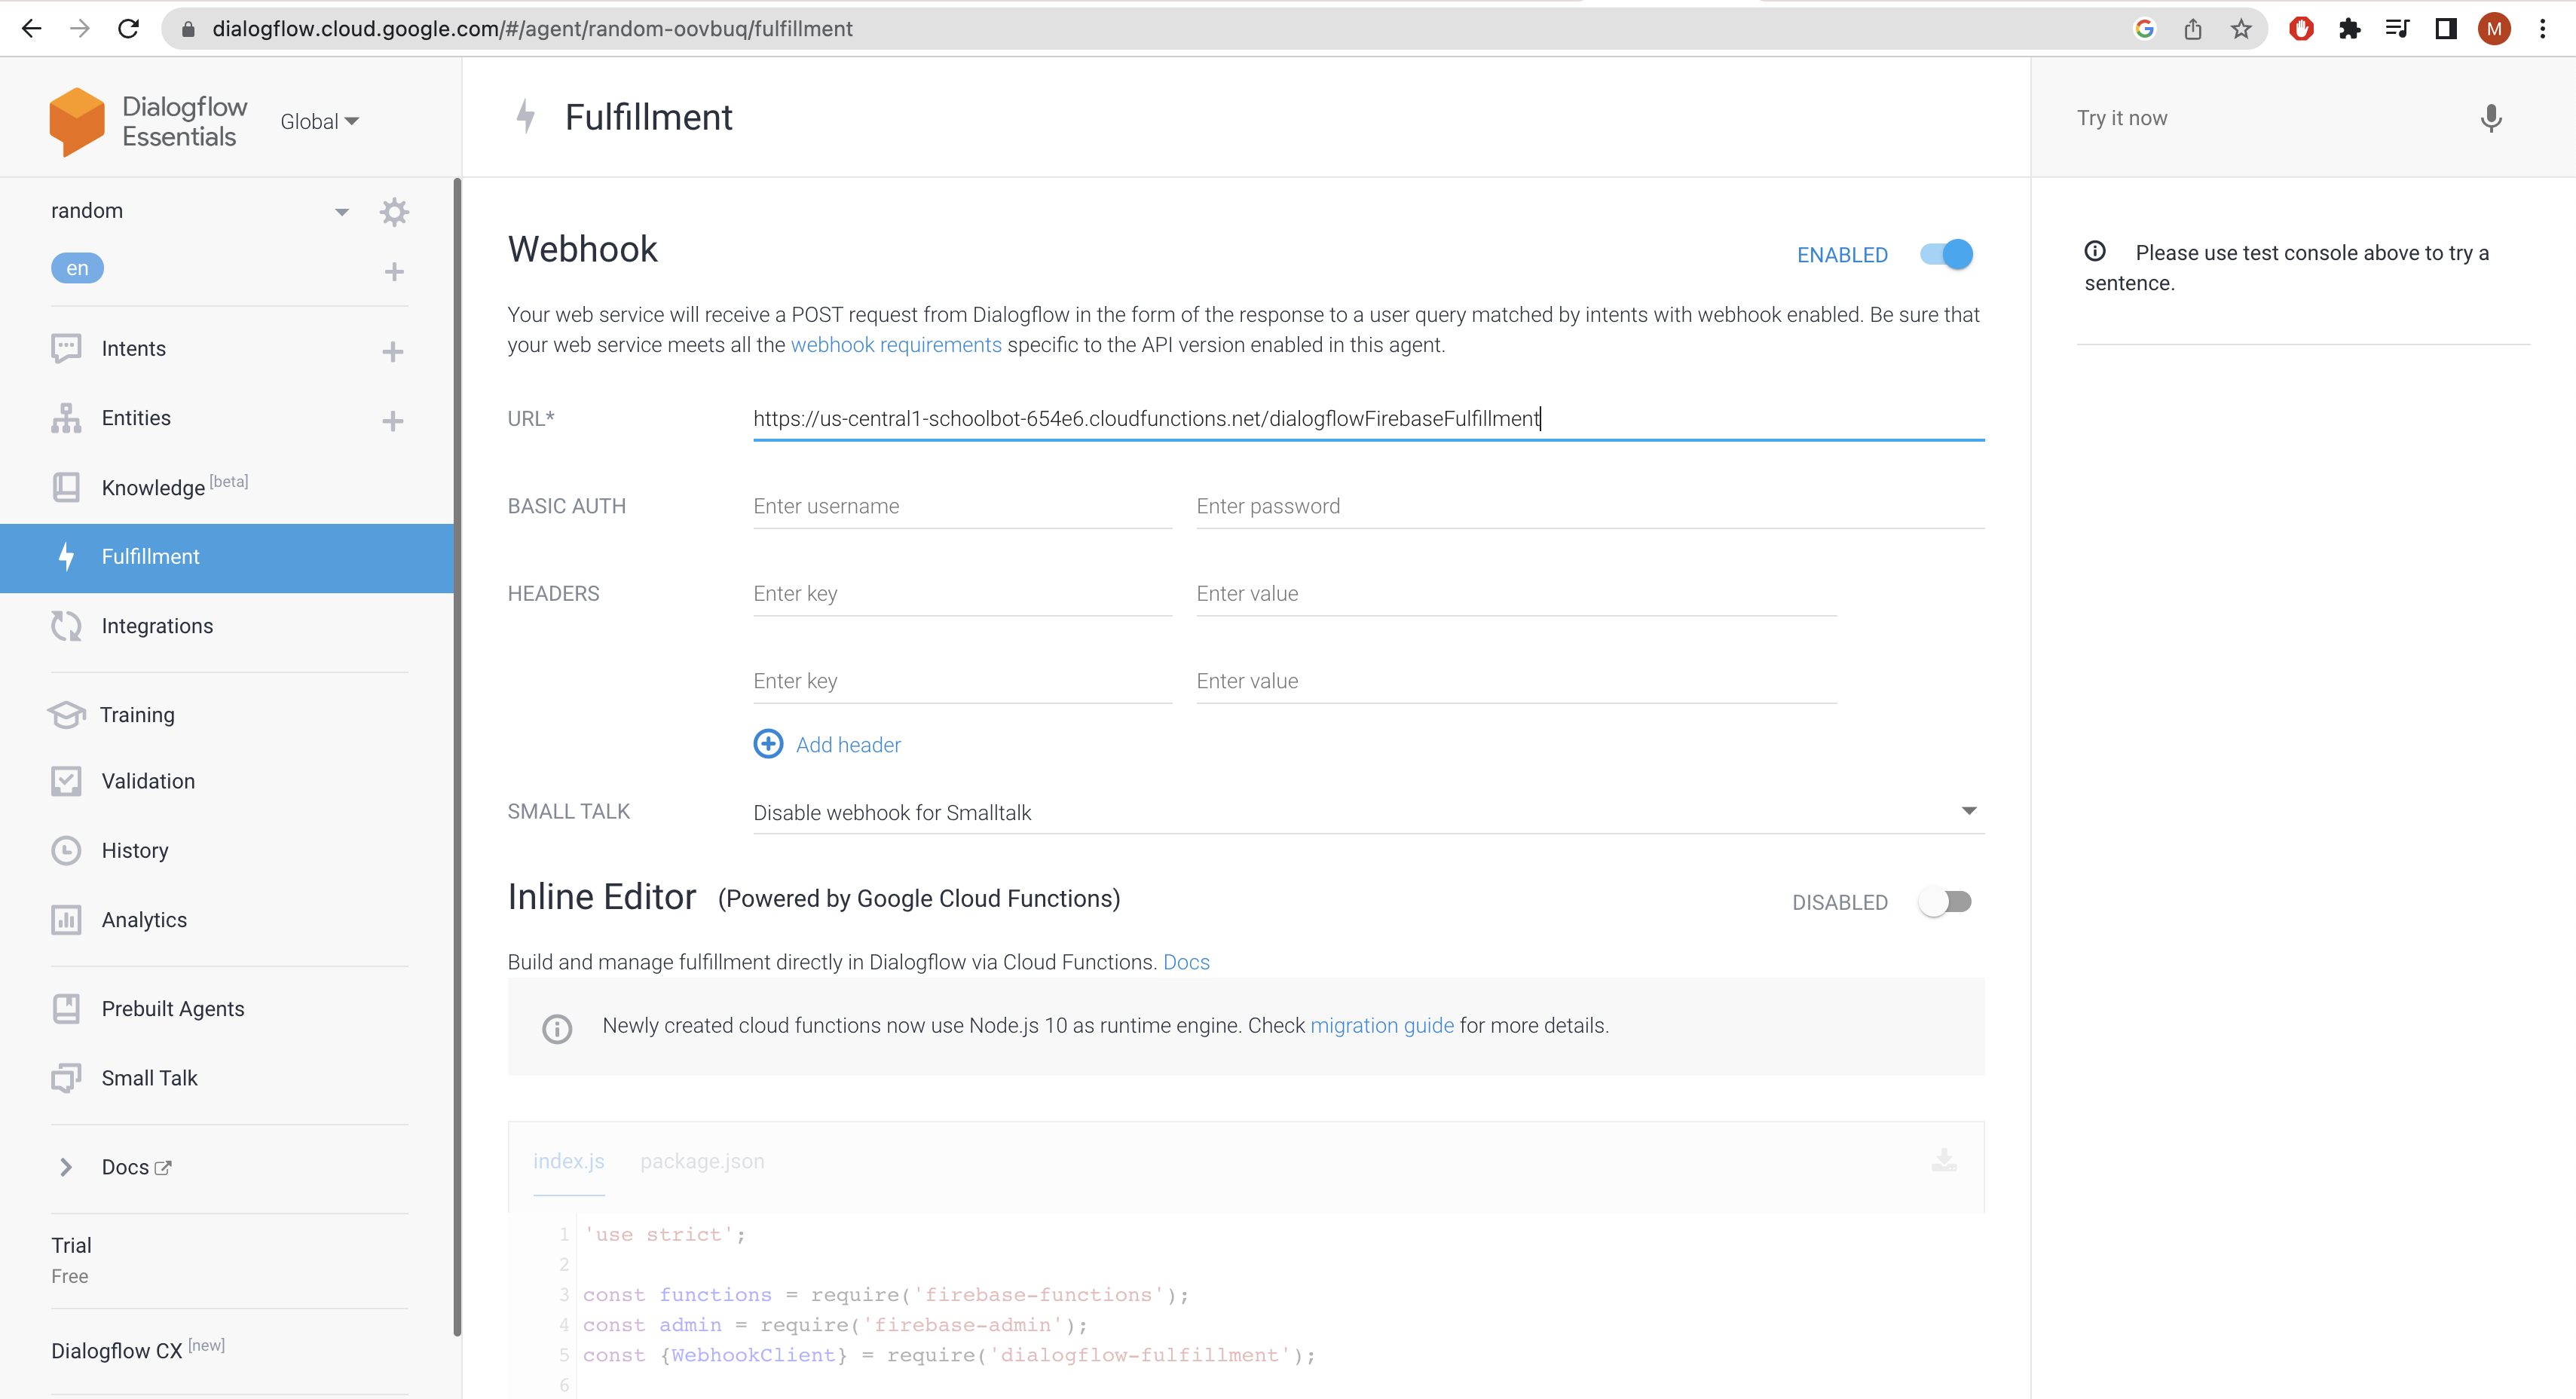 dialogflow.cloud.google.com/#/agent/random-oovbuq/fulfillment
M
Dialogflow
Essentials
Global
random
en
Intents
Entities
Knowledge [beta]
Fulfillment
Integrations
Training
Validation
History
Analytics
Prebuilt Agents
Small Talk
Docs
Trial
Free
Dialogflow CX [new]
Fulfillment
Webhook
ENABLED
Your web service will receive a POST request from Dialogflow in the form of the response to a user query matched by intents with webhook enabled. Be sure that
your web service meets all the webhook requirements specific to the API version enabled in this agent.
URL*
https://us-central1-schoolbot-654e6.cloudfunctions.net/dialogflowFirebaseFulfillment
BASIC AUTH
Enter username
Enter password
HEADERS
Enter key
Enter value
Enter key
Enter value
Add header
SMALL TALK
Disable webhook for Smalltalk
Inline Editor (Powered by Google Cloud Functions)
DISABLED
Build and manage fulfillment directly in Dialogflow via Cloud Functions. Docs
Newly created cloud functions now use Node.js 10 as runtime engine. Check migration guide for more details.
index.js
package.json
1 'use strict';
2
3 const functions = require('firebase-functions');
4 const admin = require('firebase-admin');
5 const {WebhookClient} = require('dialogflow-fulfillment');
6
Try it now
Please use test console above to try a
sentence.